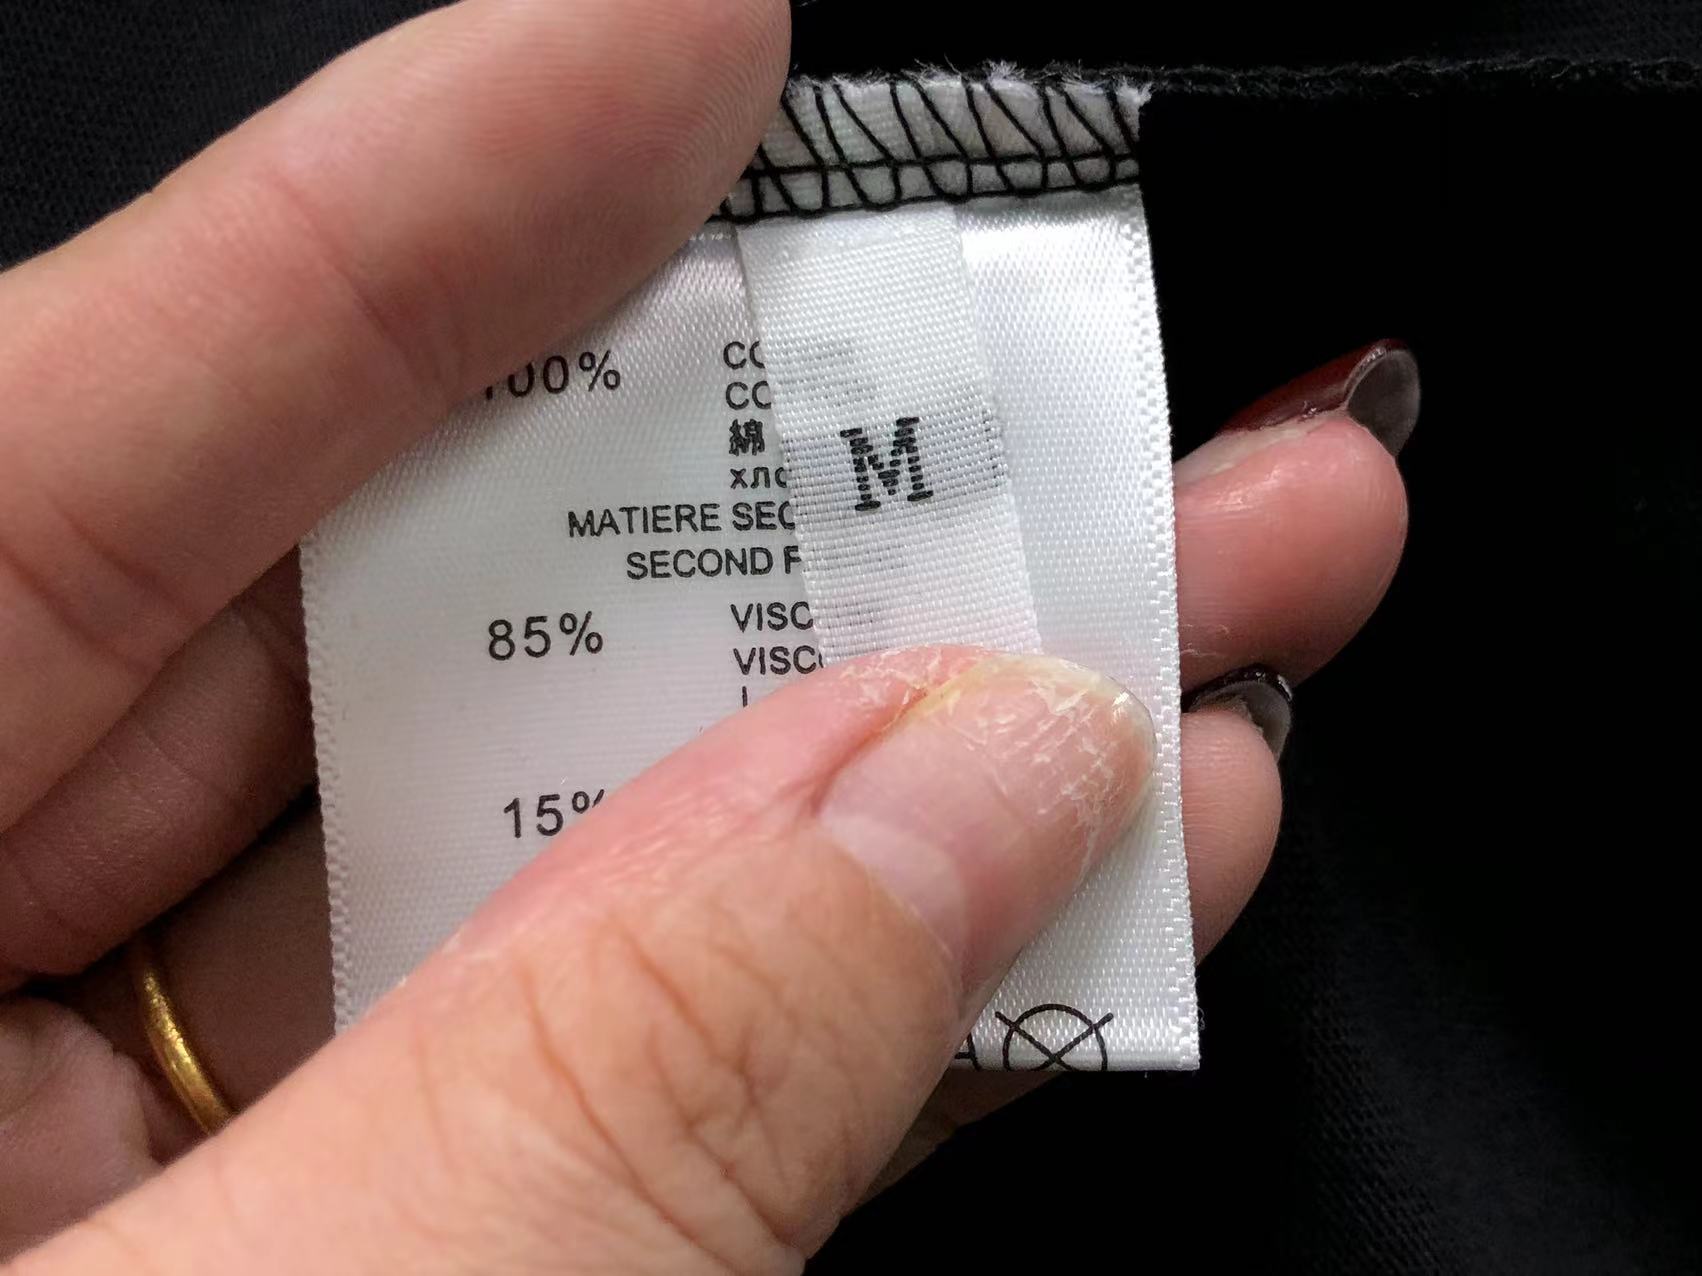 100%
CO
CO
綿
хло
M
MATIERE SEC
SECOND F
85%
VISC
VISC
15%
A